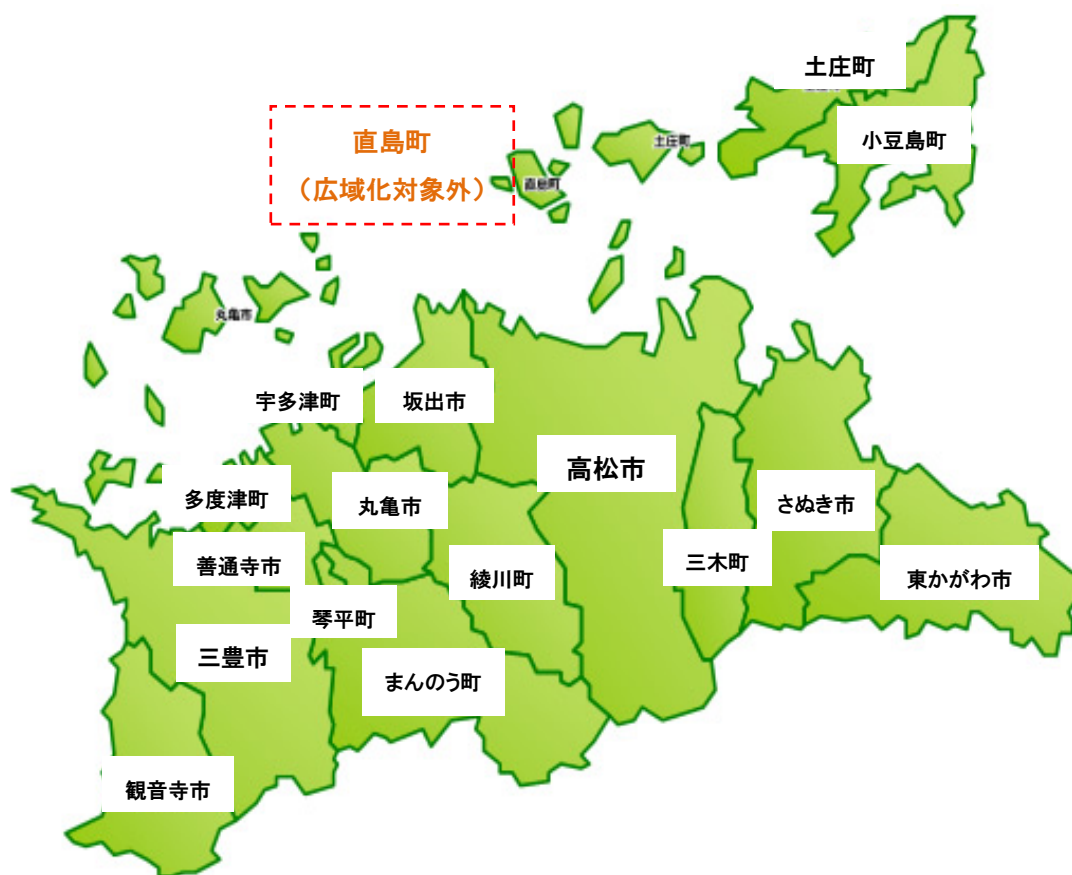 土庄町
小豆島町
直島町
（広域化対象外）
土庄町
直島町
丸亀市
宇多津町
坂出市
高松市
多度津町
丸亀市
さぬき市
善通寺市
綾川町
三木町
東かがわ市
琴平町
三豊市
まんのう町
観音寺市